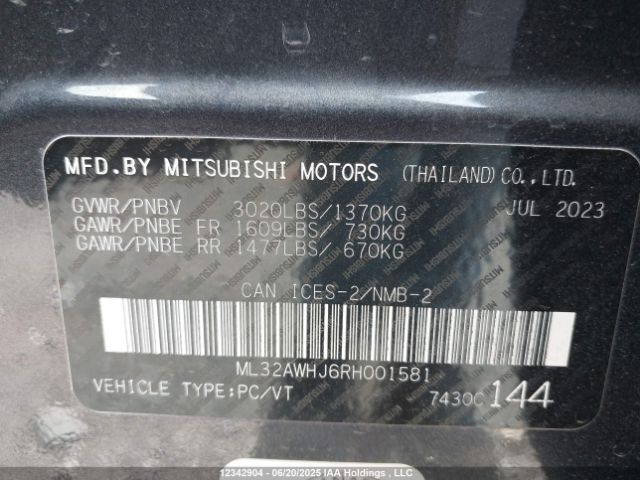 MFD.BY MITSUBISHI MOTORS (THAILAND) CO.,LTD.
GVWR/PNBV 3020LBS/1370KG JUL 2023
GAWR/PNBE FR 1609LBS/ 730KG
GAWR/PNBE RR 1477LBS/ 670KG
CAN ICES-2/NMB-2
ML32AWHJ6RH001581
VEHICLE TYPE:PC/VT 7430C 144
12342904 - 06/20/2025 IAA Holdings, LLC